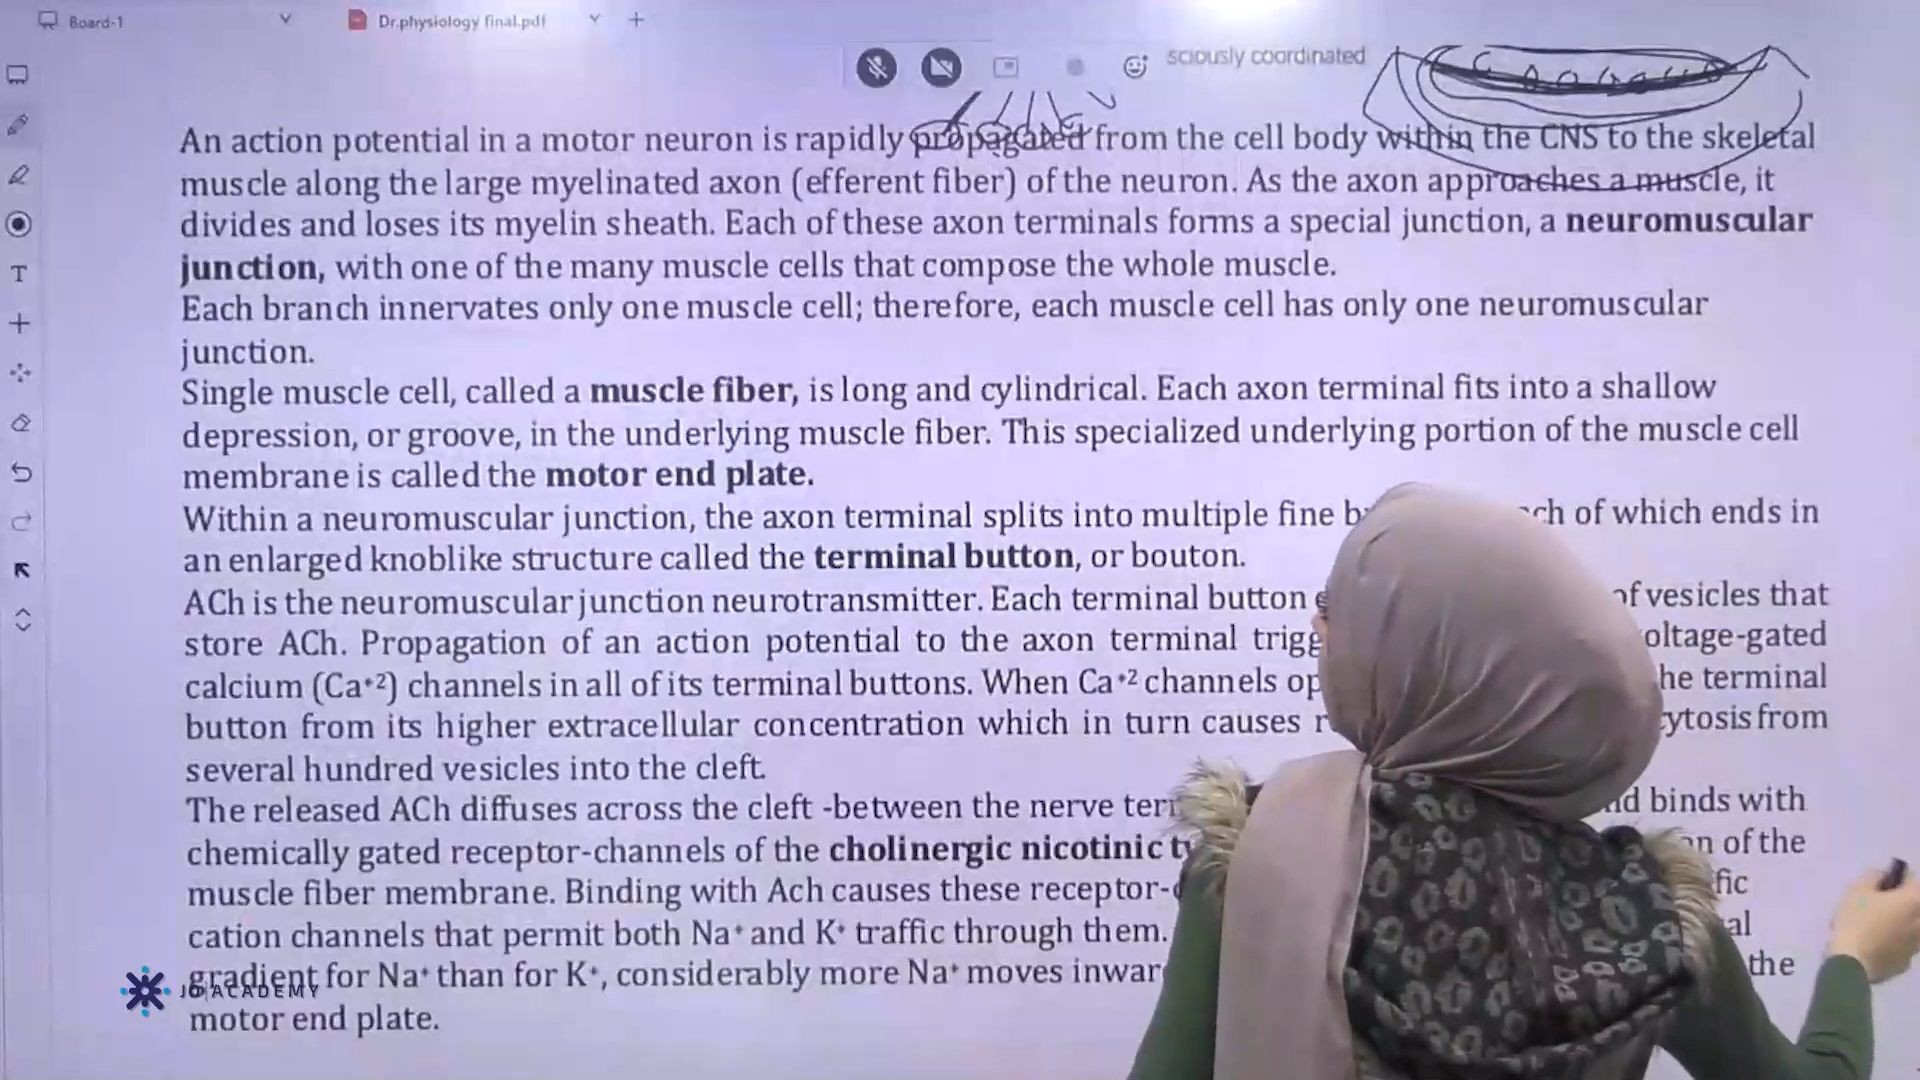 Board-1
Dr.physiology final.pdf
sciously coordinated
An action potential in a motor neuron is rapidly propagated from the cell body within the CNS to the skeletal
muscle along the large myelinated axon (efferent fiber) of the neuron. As the axon approaches a muscle, it
divides and loses its myelin sheath. Each of these axon terminals forms a special junction, a neuromuscular
junction, with one of the many muscle cells that compose the whole muscle.
Each branch innervates only one muscle cell; therefore, each muscle cell has only one neuromuscular
junction.
Single muscle cell, called a muscle fiber, is long and cylindrical. Each axon terminal fits into a shallow
depression, or groove, in the underlying muscle fiber. This specialized underlying portion of the muscle cell
membrane is called the motor end plate.
Within a neuromuscular junction, the axon terminal splits into multiple fine of which ends in
an enlarged knoblike structure called the terminal button, or bouton.
ACh is the neuromuscular junction neurotransmitter. Each terminal button of vesicles that
store ACh. Propagation of an action potential to the axon terminal oltage-gated
calcium (Ca⁺²) channels in all of its terminal buttons. When Ca⁺² channels op he terminal
button from its higher extracellular concentration which in turn causes cytosis from
several hundred vesicles into the cleft.
The released ACh diffuses across the cleft -between the nerve binds with
chemically gated receptor-channels of the cholinergic nicotinic of the
muscle fiber membrane. Binding with Ach causes these receptor- fic
cation channels that permit both Na⁺ and K⁺ traffic through them. al
gradient for Na⁺ than for K⁺, considerably more Na⁺ moves the
motor end plate.
JO ACADEMY